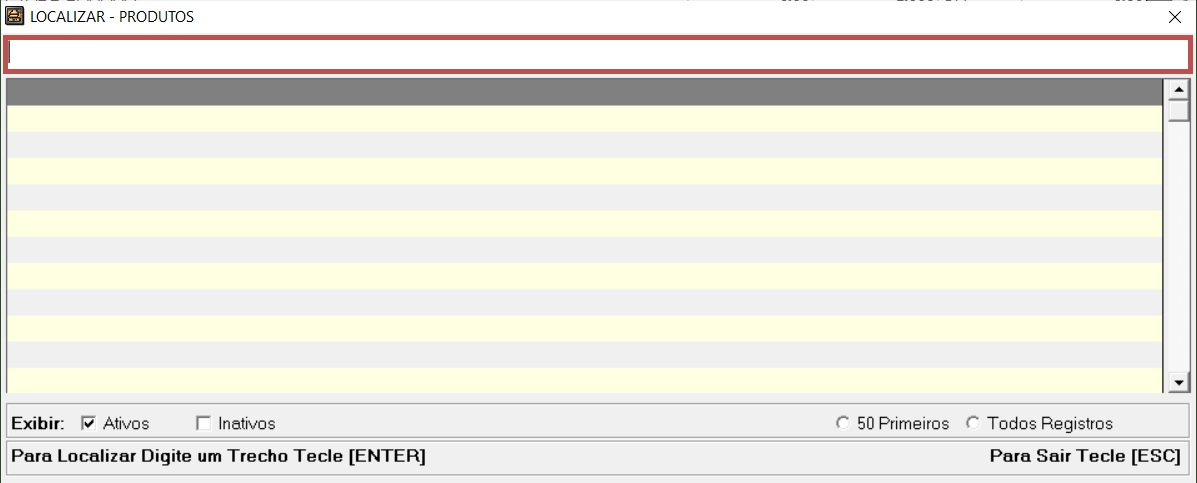 LOCALIZAR - PRODUTOS
Exibir: Ativos Inativos 50 Primeiros Todos Registros
Para Localizar Digite um Trecho Tecle [ENTER] Para Sair Tecle [ESC]